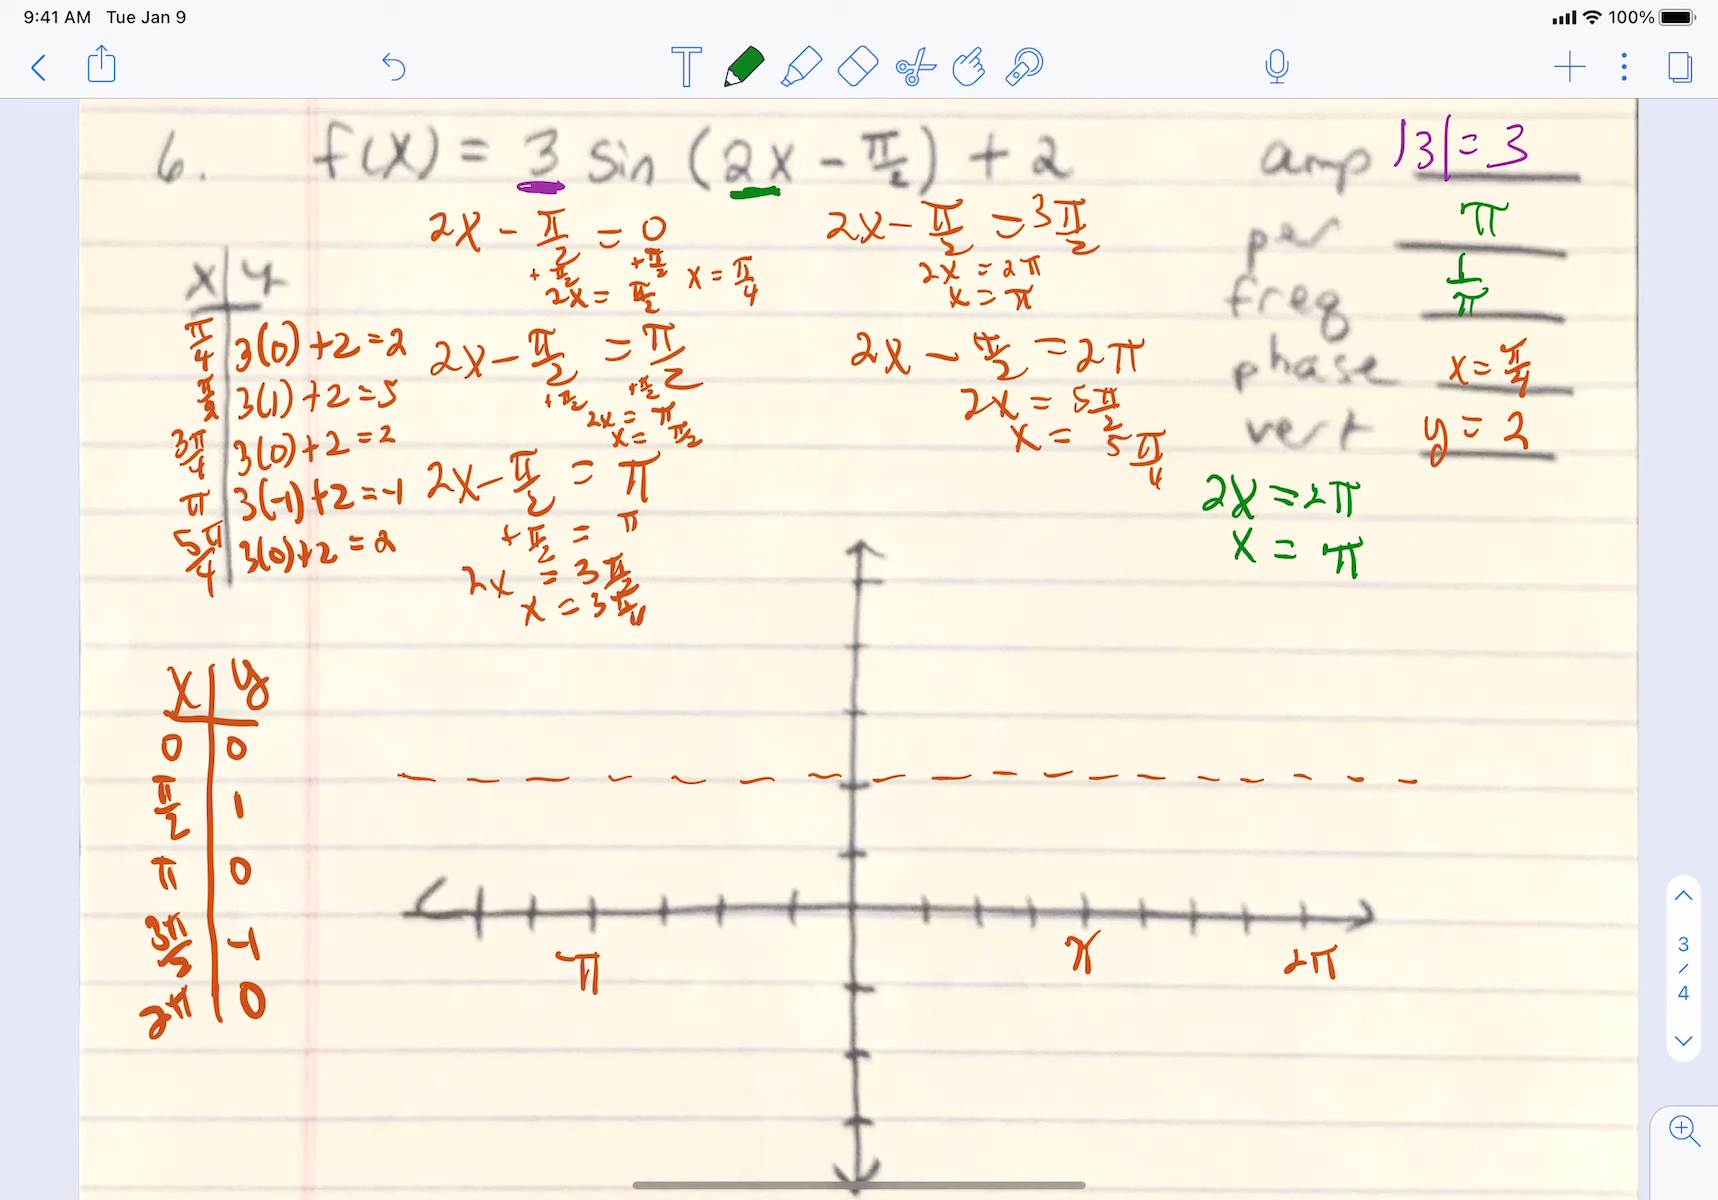 9:41 AM Tue Jan 9
100%
6. f(x) = 3 sin (2x - π/2) + 2
amp |3| = 3
per π
freq 1/π
phase x = π/4
vert y = 2
2x = 2π
x = π
x | y
π/4 | 3(0) + 2 = 2
π/2 | 3(1) + 2 = 5
3π/4 | 3(0) + 2 = 2
π | 3(-1) + 2 = -1
5π/4 | 3(0) + 2 = 2
2x - π/2 = 0
+π/2 +π/2
2x = π/2 x = π/4
2x - π/2 = π/2
+π/2 +π/2
2x = π
x = π/2
2x - π/2 = π
+π/2 = π
2x = 3π/2
x = 3π/4
2x - π/2 = 3π/2
2x = 2π
x = π
2x - π/2 = 2π
2x = 5π/2
x = 5π/4
x | y
0 | 0
π/2 | 1
π | 0
3π/2 | -1
2π | 0
π π 2π
3
/
4